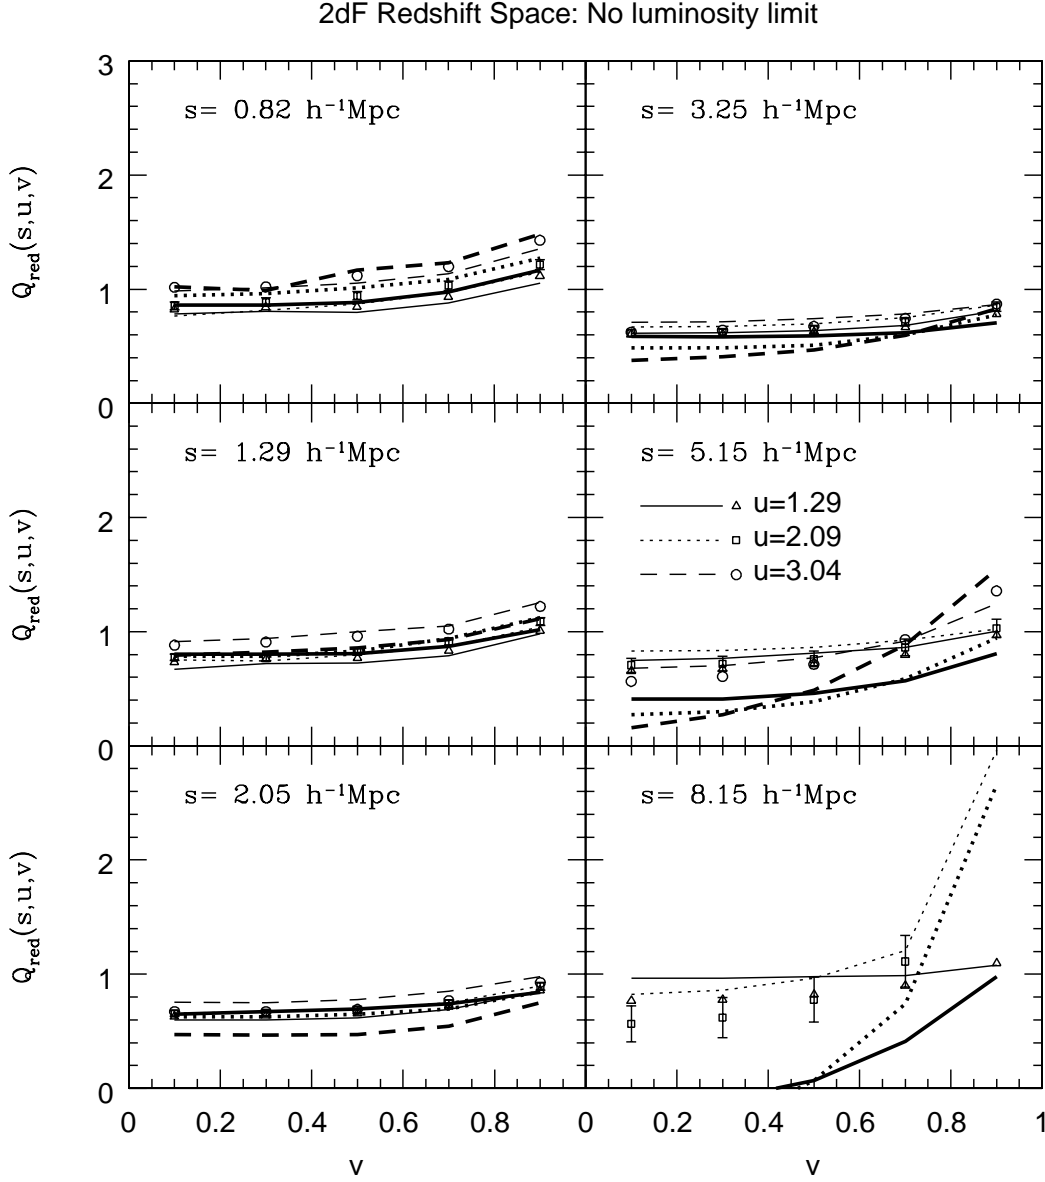 2dF Redshift Space: No luminosity limit
3
s= 0.82 h⁻¹Mpc
s= 3.25 h⁻¹Mpc
2
Q_red(s,u,v)
1
0
s= 1.29 h⁻¹Mpc
s= 5.15 h⁻¹Mpc
u=1.29
2
u=2.09
Q_red(s,u,v)
u=3.04
1
0
s= 2.05 h⁻¹Mpc
s= 8.15 h⁻¹Mpc
2
Q_red(s,u,v)
1
0
0 0.2 0.4 0.6 0.8 0 0.2 0.4 0.6 0.8 1
v v